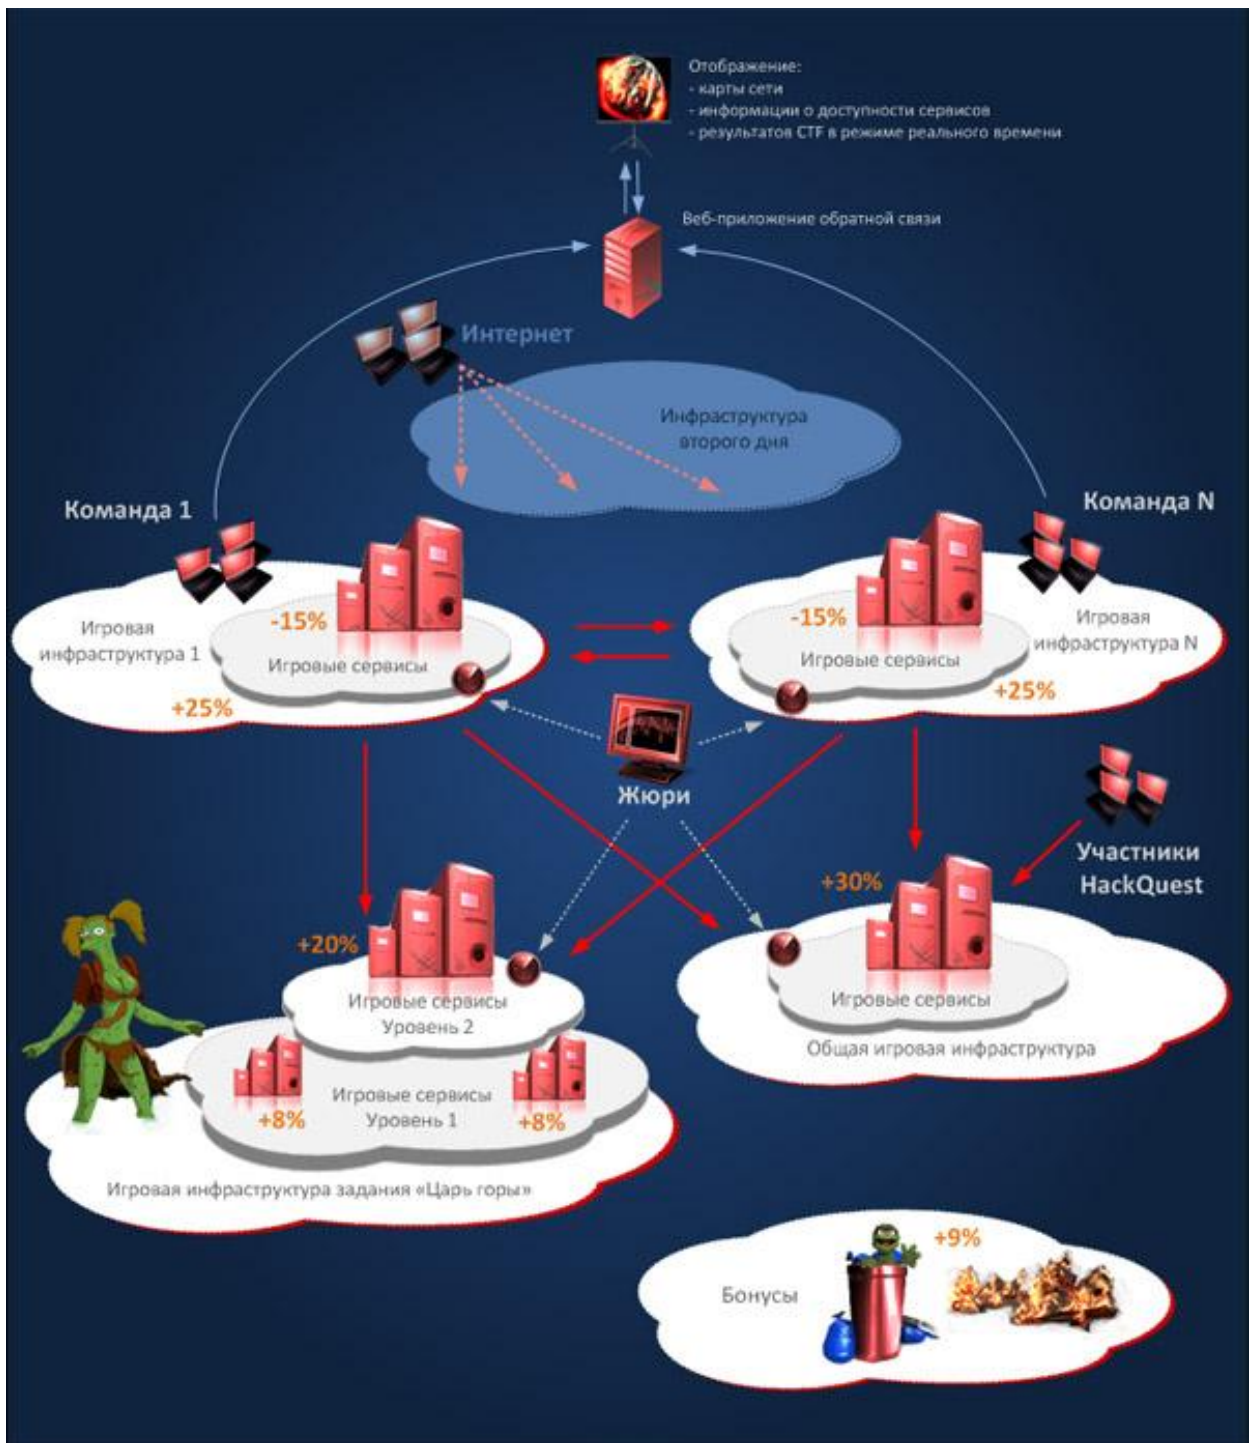 Отображение:
- карты сети
- информации о доступности сервисов
- результатов CTF в режиме реального времени
Веб-приложение обратной связи
Интернет
Инфраструктура
второго дня
Команда 1
Команда N
-15%
Игровая
инфраструктура 1
Игровые сервисы
+25%
-15%
Игровая
инфраструктура N
Игровые сервисы
+25%
Жюри
Участники
HackQuest
+20%
Игровые сервисы
Уровень 2
Игровые сервисы
Уровень 1
+8%
+8%
Игровая инфраструктура задания «Царь горы»
+30%
Игровые сервисы
Общая игровая инфраструктура
+9%
Бонусы